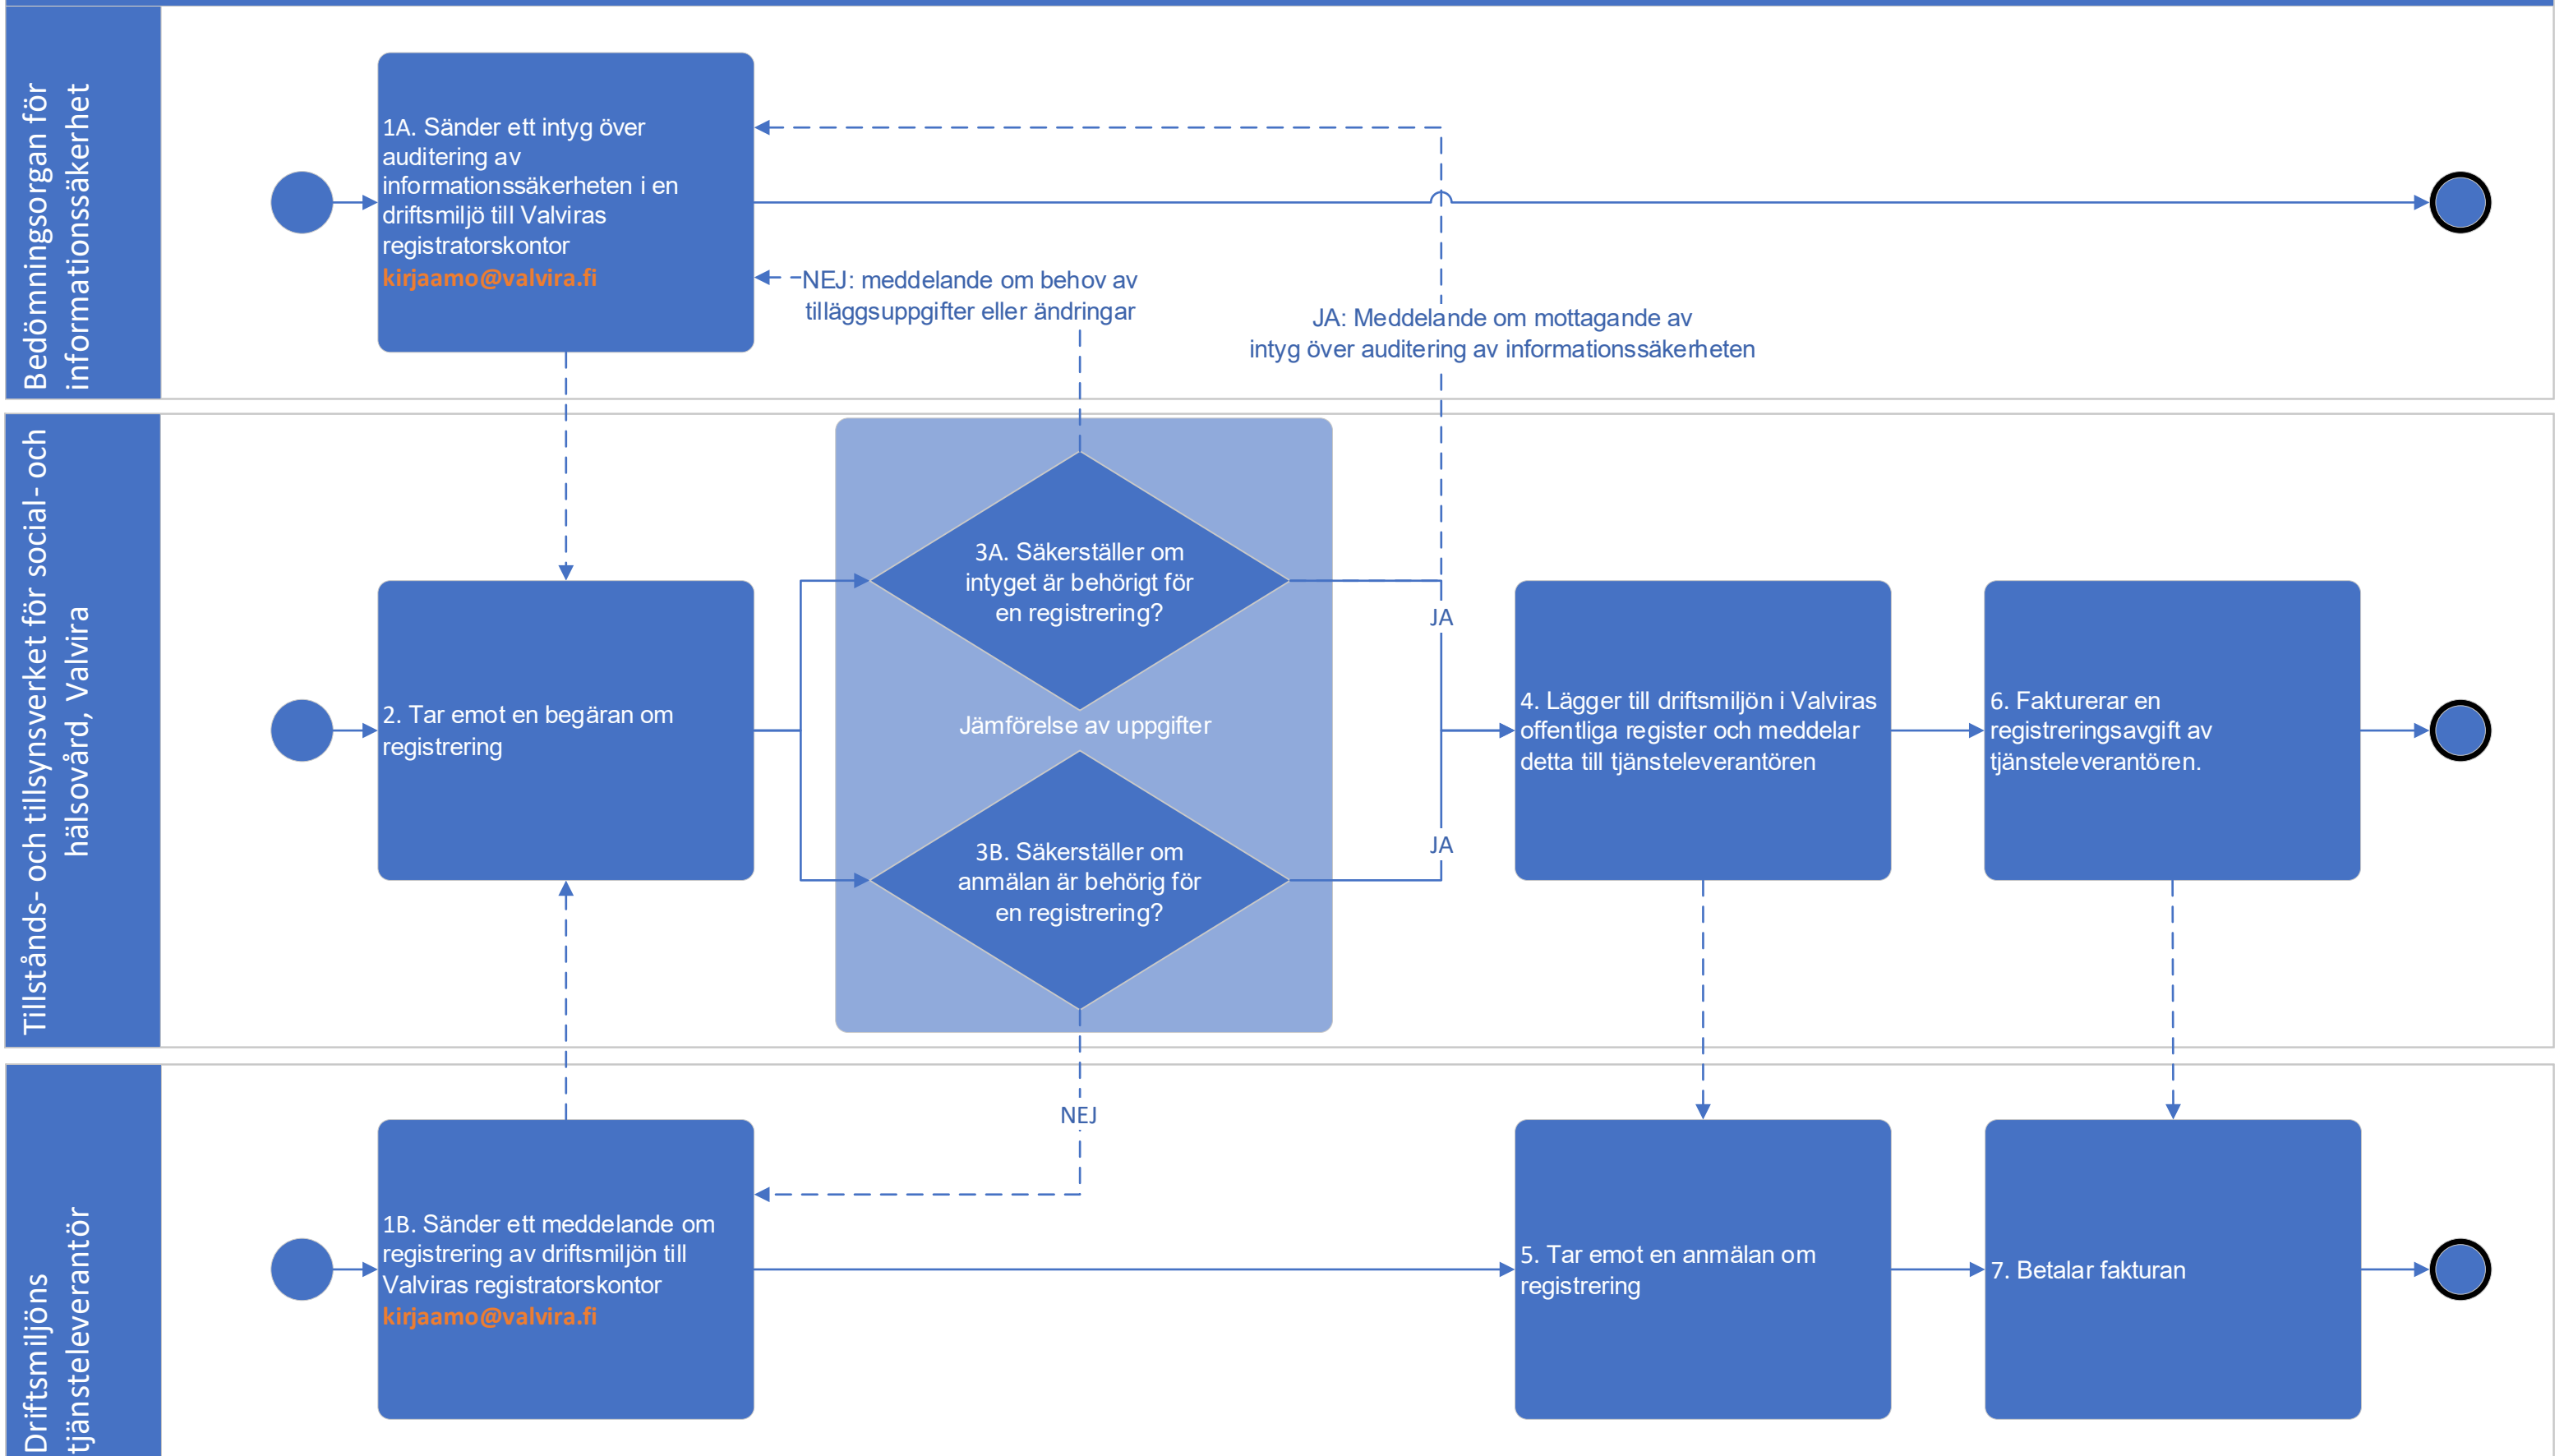 Bedömningsorgan för
informationssäkerhet
1A. Sänder ett intyg över
auditering av
informationssäkerheten i en
driftsmiljö till Valviras
registratorskontor
kirjaamo@valvira.fi
NEJ: meddelande om behov av
tilläggsuppgifter eller ändringar
JA: Meddelande om mottagande av
intyg över auditering av informationssäkerheten
Tillstånds- och tillsynsverket för social- och
hälsovård, Valvira
2. Tar emot en begäran om
registrering
3A. Säkerställer om
intyget är behörigt för
en registrering?
Jämförelse av uppgifter
3B. Säkerställer om
anmälan är behörig för
en registrering?
JA
JA
4. Lägger till driftsmiljön i Valviras
offentliga register och meddelar
detta till tjänsteleverantören
6. Fakturerar en
registreringsavgift av
tjänsteleverantören.
NEJ
Driftsmiljöns
tjänsteleverantör
1B. Sänder ett meddelande om
registrering av driftsmiljön till
Valviras registratorskontor
kirjaamo@valvira.fi
5. Tar emot en anmälan om
registrering
7. Betalar fakturan